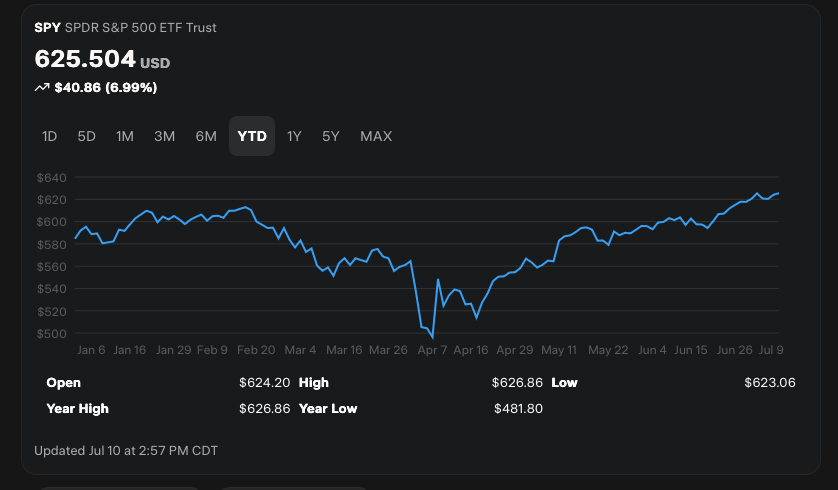 SPY SPDR S&P 500 ETF Trust
625.504 USD
$40.86 (6.99%)
1D 5D 1M 3M 6M YTD 1Y 5Y MAX
$640
$620
$600
$580
$560
$540
$520
$500
Jan 6 Jan 16 Jan 29 Feb 9 Feb 20 Mar 4 Mar 16 Mar 26 Apr 7 Apr 16 Apr 29 May 11 May 22 Jun 4 Jun 15 Jun 26 Jul 9
Open $624.20 High $626.86 Low $623.06
Year High $626.86 Year Low $481.80
Updated Jul 10 at 2:57 PM CDT